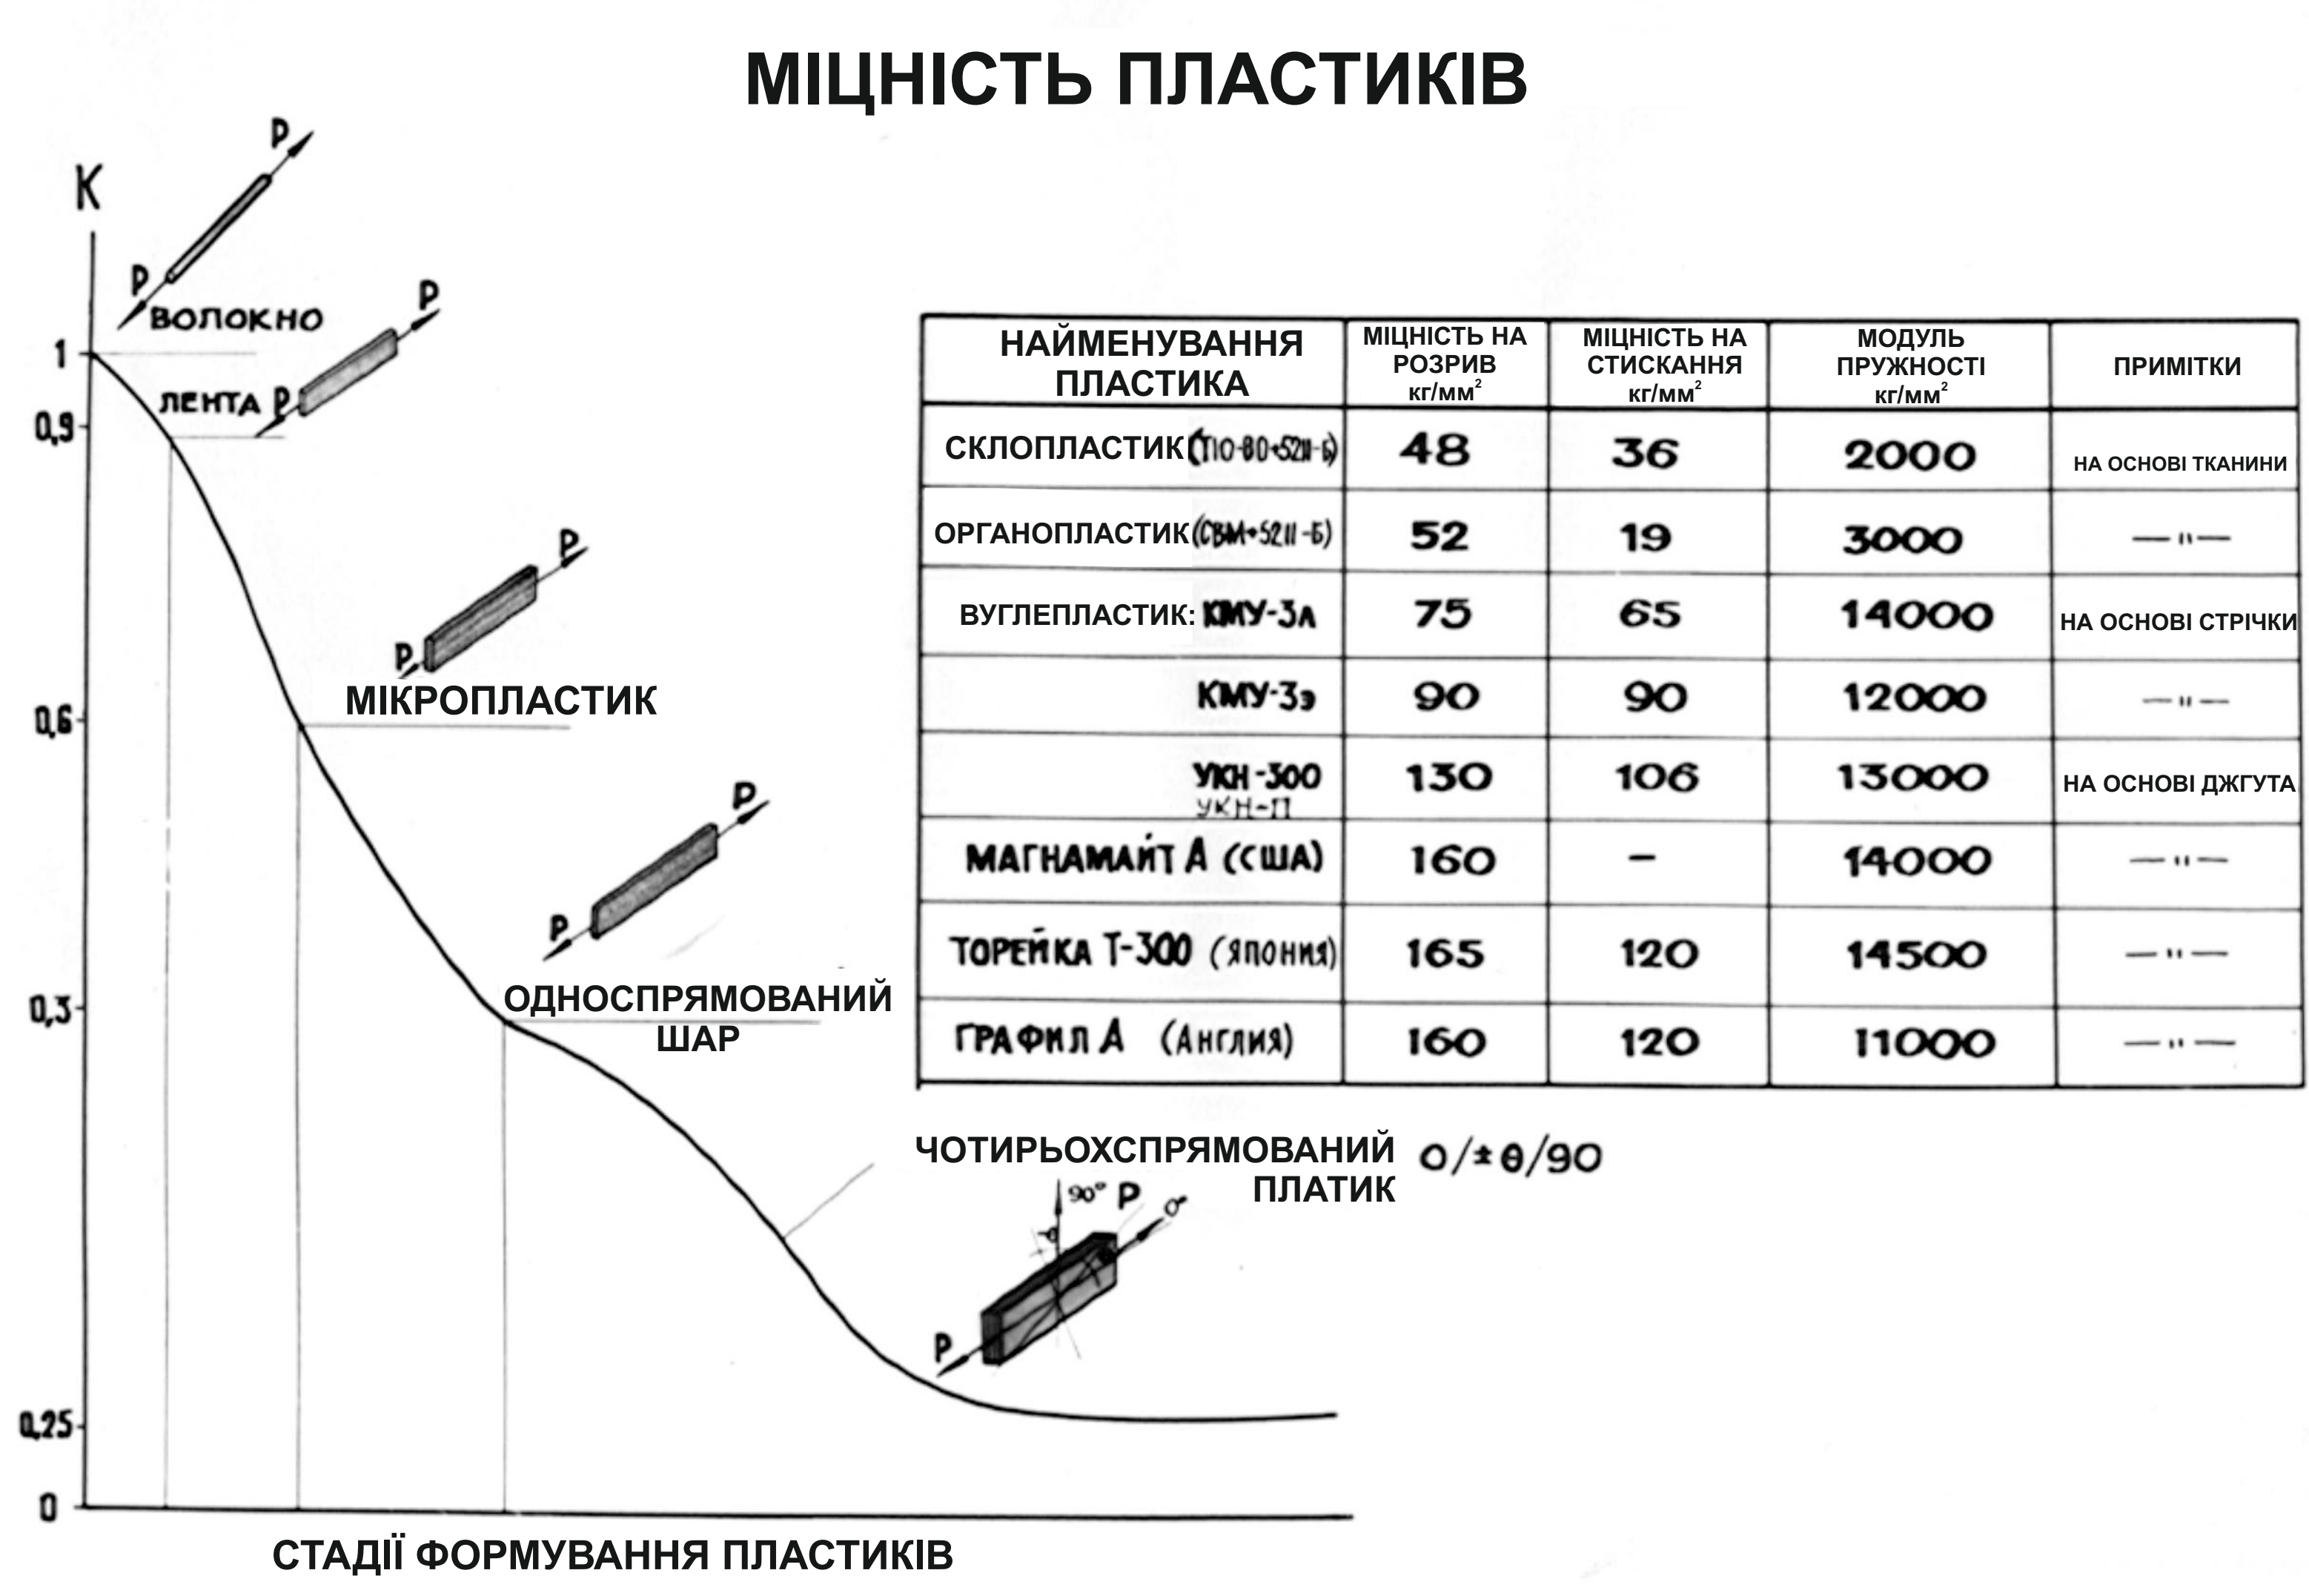 МІЦНІСТЬ ПЛАСТИКІВ
К
Р
Р
ВОЛОКНО
1
Р
ЛЕНТА Р
0,9
Р
Р
МІКРОПЛАСТИК
0,6
Р
Р
ОДНОСПРЯМОВАНИЙ
ШАР
0,3
ЧОТИРЬОХСПРЯМОВАНИЙ 0/±θ/90
ПЛАТИК
90° Р
Р
0,25
0
СТАДІЇ ФОРМУВАННЯ ПЛАСТИКІВ
НАЙМЕНУВАННЯ
ПЛАСТИКА
МІЦНІСТЬ НА
РОЗРИВ
кг/мм²
МІЦНІСТЬ НА
СТИСКАННЯ
кг/мм²
МОДУЛЬ
ПРУЖНОСТІ
кг/мм²
ПРИМІТКИ
СКЛОПЛАСТИК (Т10-80+5211-Б) 48 36 2000 НА ОСНОВІ ТКАНИНИ
ОРГАНОПЛАСТИК (СВМ+5211-Б) 52 19 3000 —"—
ВУГЛЕПЛАСТИК: КМУ-3л 75 65 14000 НА ОСНОВІ СТРІЧКИ
КМУ-3э 90 90 12000 —"—
УКН-300 130 106 13000 НА ОСНОВІ ДЖГУТА
УКН-П
МАГНАМАЙТ А (США) 160 – 14000 —"—
ТОРЕЙКА Т-300 (ЯПОНИЯ) 165 120 14500 —"—
ГРАФИЛ А (Англия) 160 120 11000 —"—